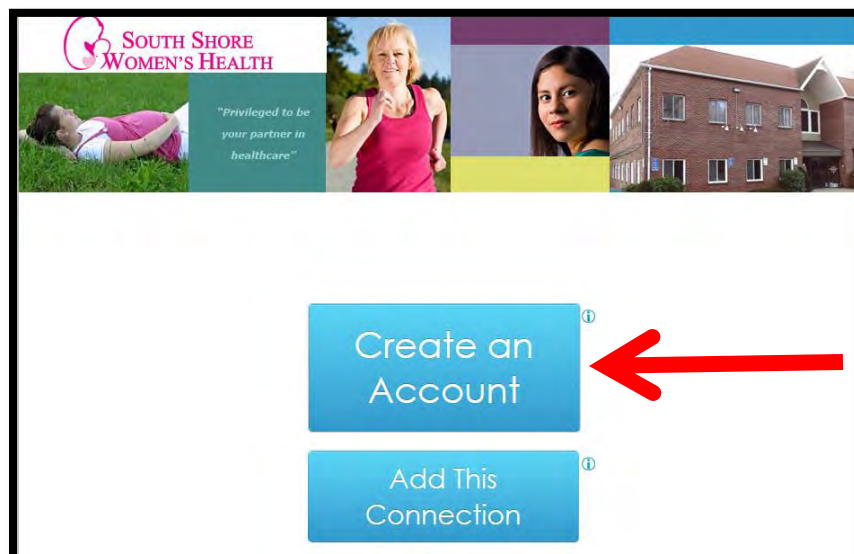 SOUTH SHORE
WOMEN'S HEALTH
"Privileged to be
your partner in
healthcare"
Create an
Account
Add This
Connection